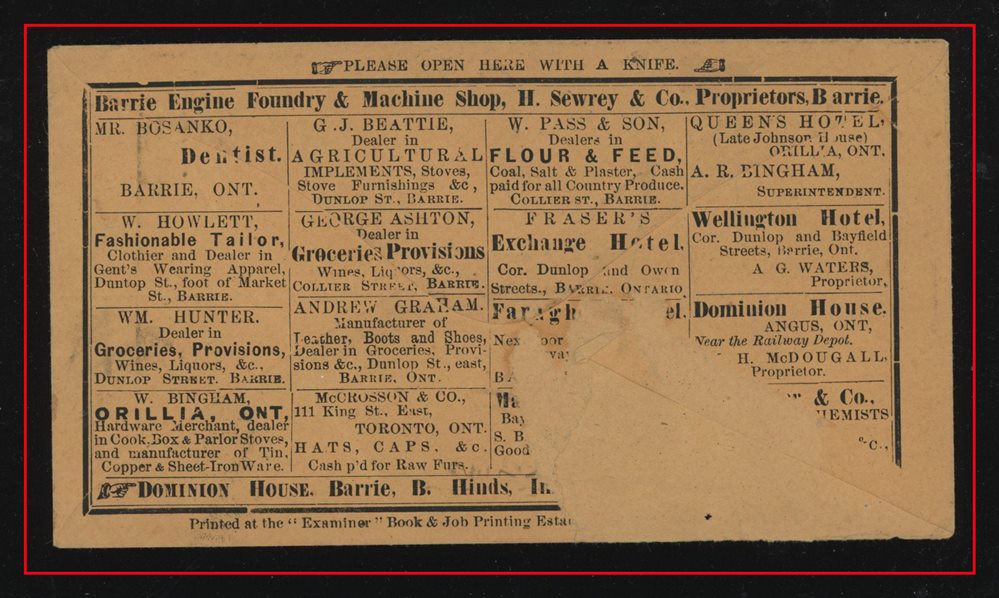 PLEASE OPEN HERE WITH A KNIFE.
Barrie Engine Foundry & Machine Shop, H. Sewrey & Co., Proprietors, Barrie.
MR. BOSANKO,
Dentist.
BARRIE, ONT.
W. HOWLETT,
Fashionable Tailor,
Clothier and Dealer in
Gent's Wearing Apparel,
Dunlop St., foot of Market
St., BARRIE.
WM. HUNTER.
Dealer in
Groceries, Provisions,
Wines, Liquors, &c.,
DUNLOP STREET. BARRIE.
W. BINGHAM,
ORILLIA, ONT,
Hardware Merchant, dealer
in Cook, Box & Parlor Stoves,
and manufacturer of Tin,
Copper & Sheet-Iron Ware.
G. J. BEATTIE,
Dealer in
AGRICULTURAL
IMPLEMENTS, Stoves,
Stove Furnishings &c,
DUNLOP ST., BARRIE.
GEORGE ASHTON,
Dealer in
Groceries Provisions
Wines, Liquors, &c.,
COLLIER STREET, BARRIE.
ANDREW GRAHAM.
Manufacturer of
Leather, Boots and Shoes,
Dealer in Groceries, Provi-
sions &c., Dunlop St., east,
BARRIE, ONT.
McCROSSON & CO.,
111 King St., East,
TORONTO, ONT.
HATS, CAPS, &c.
Cash p'd for Raw Furs.
W. PASS & SON,
Dealers in
FLOUR & FEED,
Coal, Salt & Plaster, Cash
paid for all Country Produce.
COLLIER ST., BARRIE.
FRASER'S
Exchange Hotel,
Cor. Dunlop and Owen
Streets., BARRIE, ONTARIO
Bay
S. B
Good
QUEEN'S HOTEL,
(Late Johnson House)
ORILLIA, ONT.
A. R. BINGHAM,
SUPERINTENDENT.
Wellington Hotel,
Cor. Dunlop and Bayfield
Streets, Barrie, Ont.
A G. WATERS,
Proprietor,
Dominion House.
ANGUS, ONT,
Near the Railway Depot.
H. McDOUGALL,
Proprietor.
& Co.,
DOMINION HOUSE, Barrie, B. Hinds,
Printed at the "Examiner" Book & Job Printing